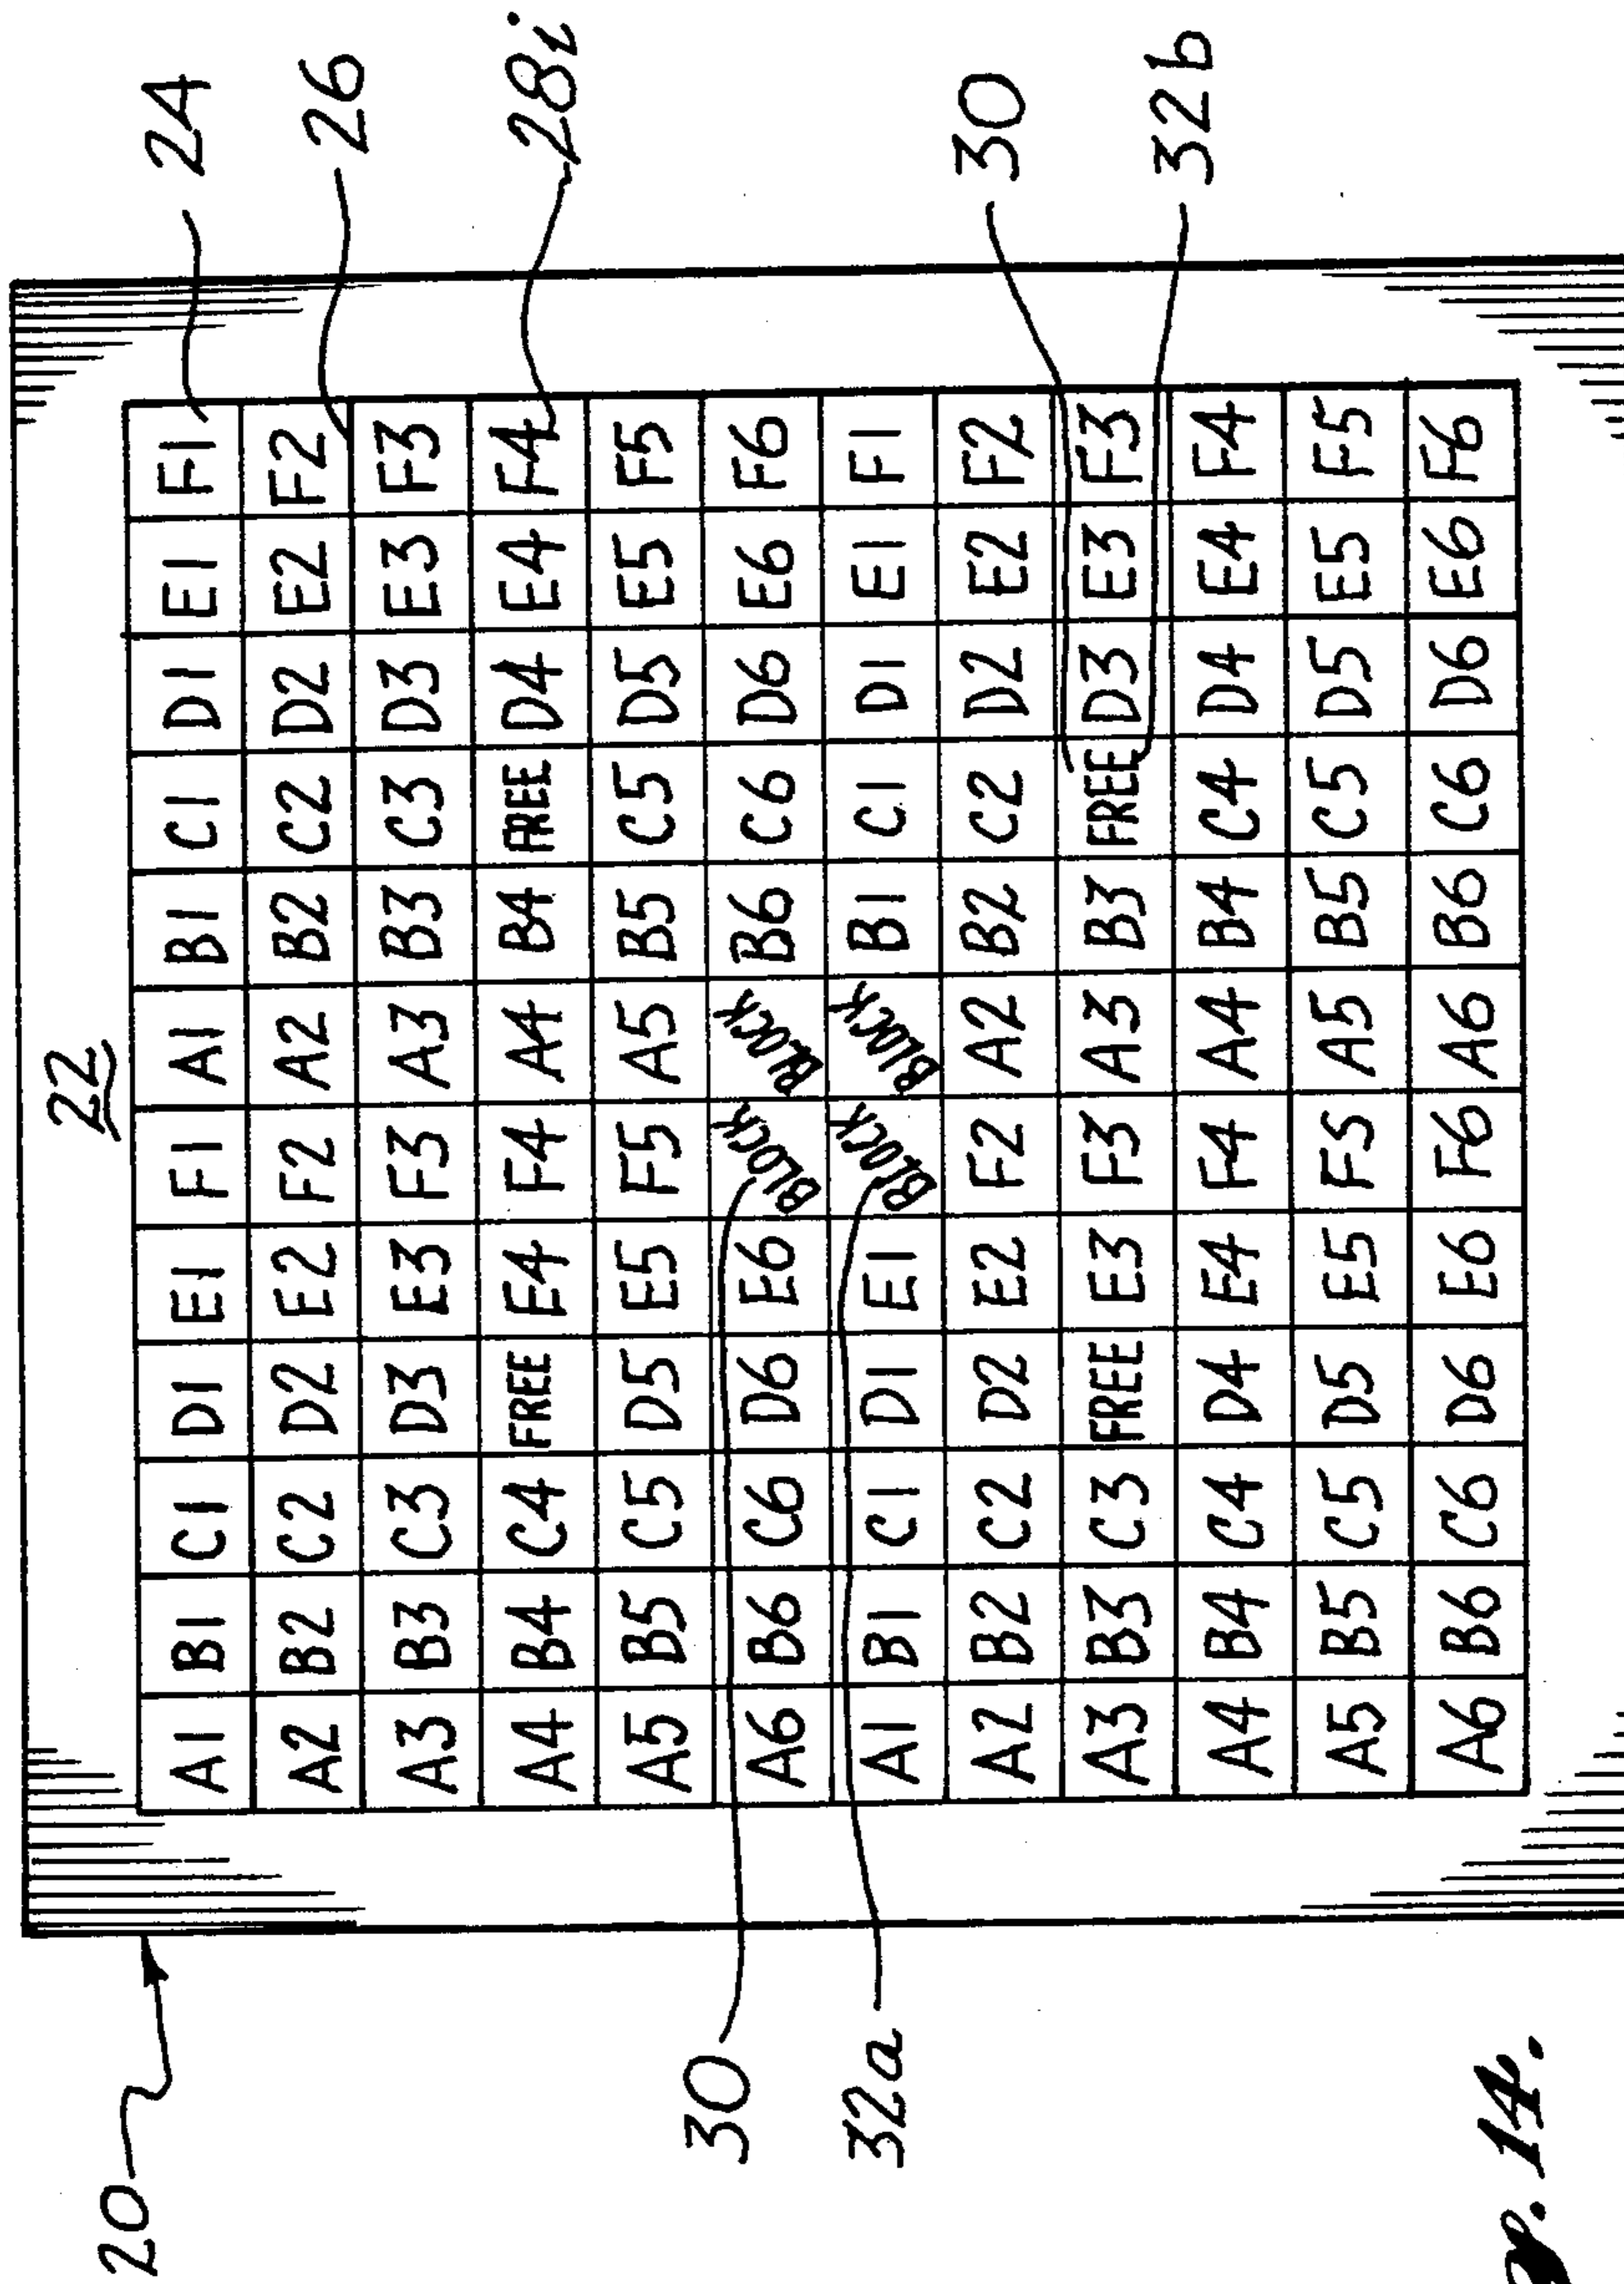 22
20
A1 B1 C1 D1 E1 F1 A1 B1 C1 D1 E1 F1
24
A2 B2 C2 D2 E2 F2 A2 B2 C2 D2 E2 F2
26
A3 B3 C3 D3 E3 F3 A3 B3 C3 D3 E3 F3
A4 B4 C4 FREE E4 F4 A4 B4 FREE D4 E4 F4
28i
A5 B5 C5 D5 E5 F5 A5 B5 C5 D5 E5 F5
30
A6 B6 C6 D6 E6 BLOCK BLOCK B6 C6 D6 E6 F6
32a
A1 B1 C1 D1 E1 BLOCK BLOCK B1 C1 D1 E1 F1
A2 B2 C2 D2 E2 F2 A2 B2 C2 D2 E2 F2
30
A3 B3 C3 FREE E3 F3 A3 B3 FREE D3 E3 F3
32b
A4 B4 C4 D4 E4 F4 A4 B4 C4 D4 E4 F4
A5 B5 C5 D5 E5 F5 A5 B5 C5 D5 E5 F5
A6 B6 C6 D6 E6 F6 A6 B6 C6 D6 E6 F6
14.